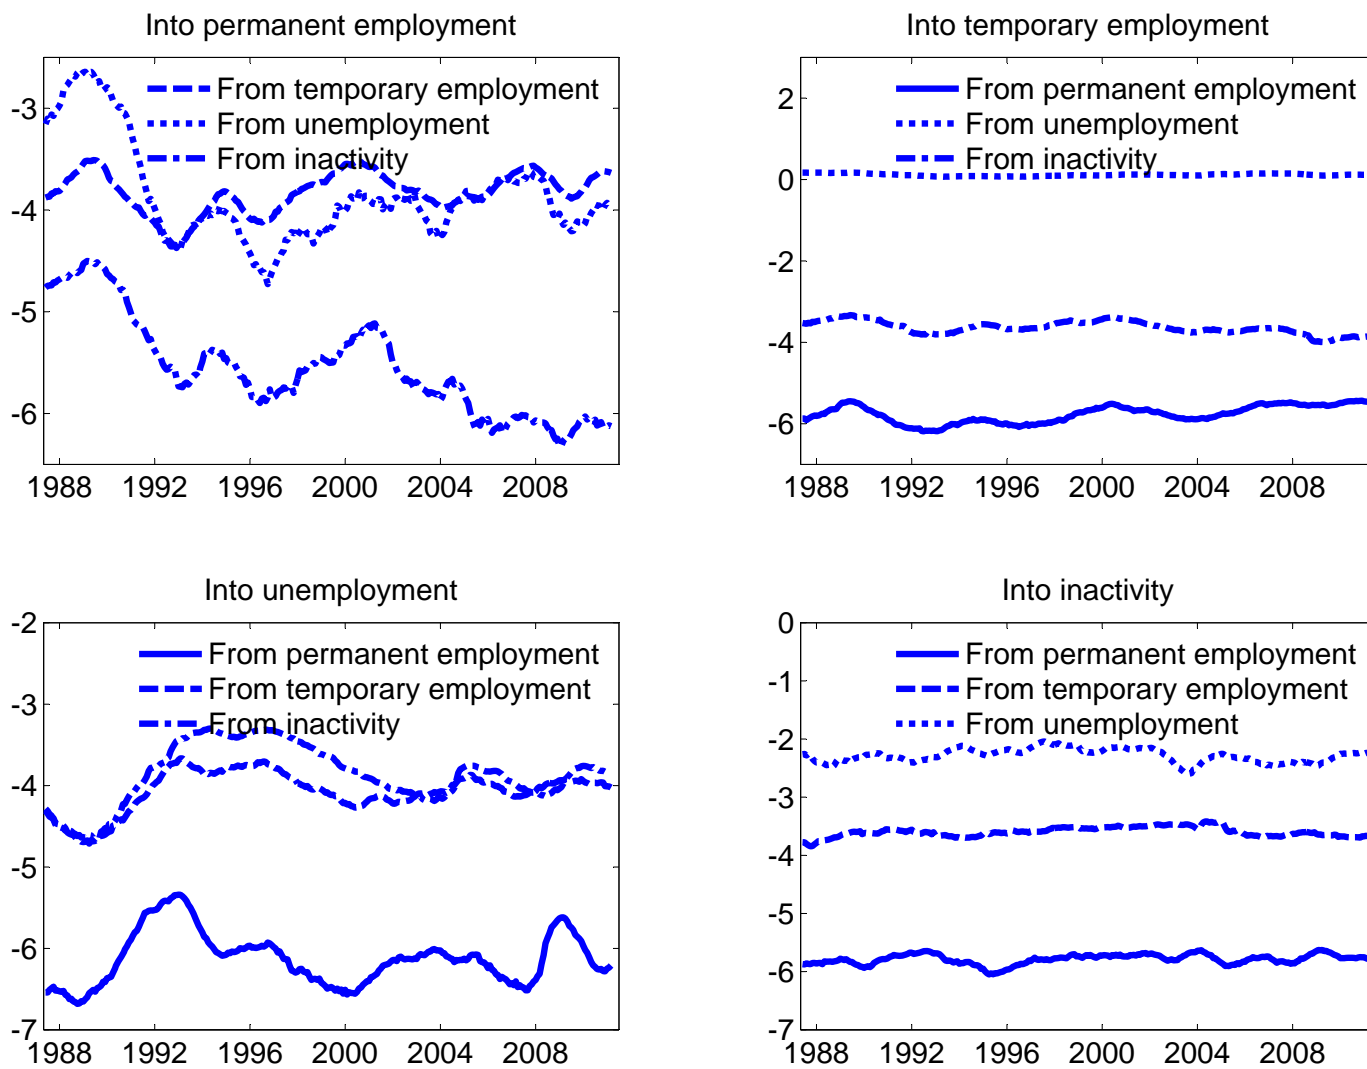 Into permanent employment
From temporary employment
From unemployment
From inactivity
-3
-4
-5
-6
1988 1992 1996 2000 2004 2008
Into temporary employment
From permanent employment
From unemployment
From inactivity
2
0
-2
-4
-6
1988 1992 1996 2000 2004 2008
Into unemployment
From permanent employment
From temporary employment
From inactivity
-2
-3
-4
-5
-6
-7
1988 1992 1996 2000 2004 2008
Into inactivity
From permanent employment
From temporary employment
From unemployment
0
-1
-2
-3
-4
-5
-6
-7
1988 1992 1996 2000 2004 2008